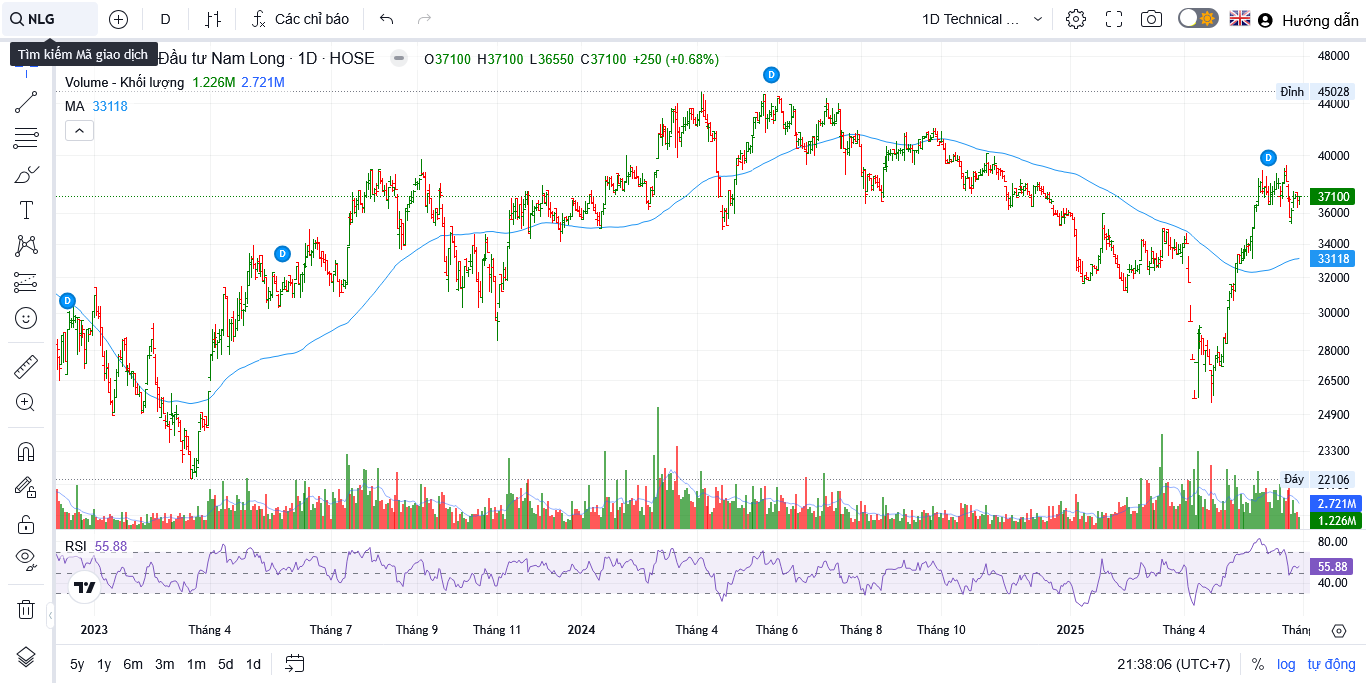 NLG
D
Các chỉ báo
1D Technical ...
Hướng dẫn
Tìm kiếm Mã giao dịch
Đầu tư Nam Long · 1D · HOSE
O37100 H37100 L36550 C37100 +250 (+0.68%)
Volume - Khối lượng 1.226M 2.721M
MA 33118
D
D
D
D
48000
Đỉnh 45028
44000
40000
37100
36000
34000
33118
32000
30000
28000
26500
24900
23300
Đáy 22106
2.721M
1.226M
RSI 55.88
80.00
55.88
40.00
2023 Tháng 4 Tháng 7 Tháng 9 Tháng 11 2024 Tháng 4 Tháng 6 Tháng 8 Tháng 10 2025 Tháng 4
5y 1y 6m 3m 1m 5d 1d
21:38:06 (UTC+7) % log tự động